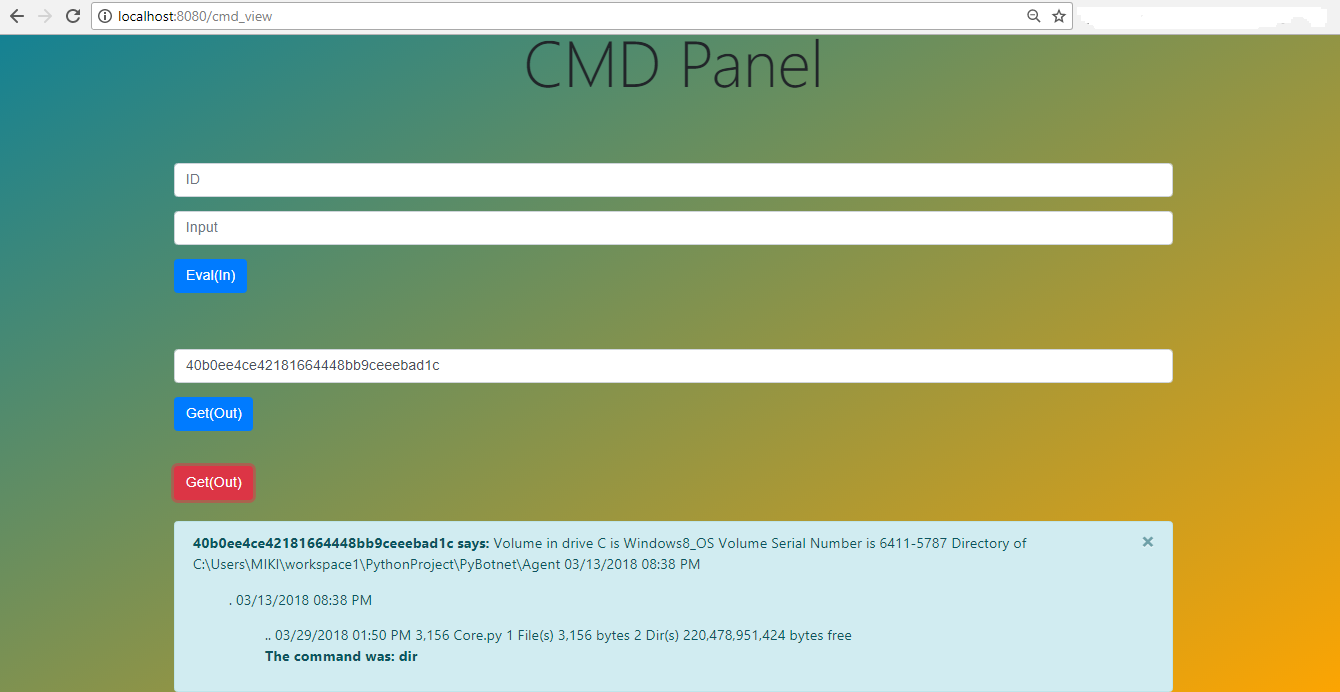 localhost:8080/cmd_view
CMD Panel
ID
Input
Eval(In)
40b0ee4ce42181664448bb9ceeebad1c
Get(Out)
Get(Out)
40b0ee4ce42181664448bb9ceeebad1c says: Volume in drive C is Windows8_OS Volume Serial Number is 6411-5787 Directory of
C:\Users\MIKI\workspace1\PythonProject\PyBotnet\Agent 03/13/2018 08:38 PM
. 03/13/2018 08:38 PM
.. 03/29/2018 01:50 PM 3,156 Core.py 1 File(s) 3,156 bytes 2 Dir(s) 220,478,951,424 bytes free
The command was: dir